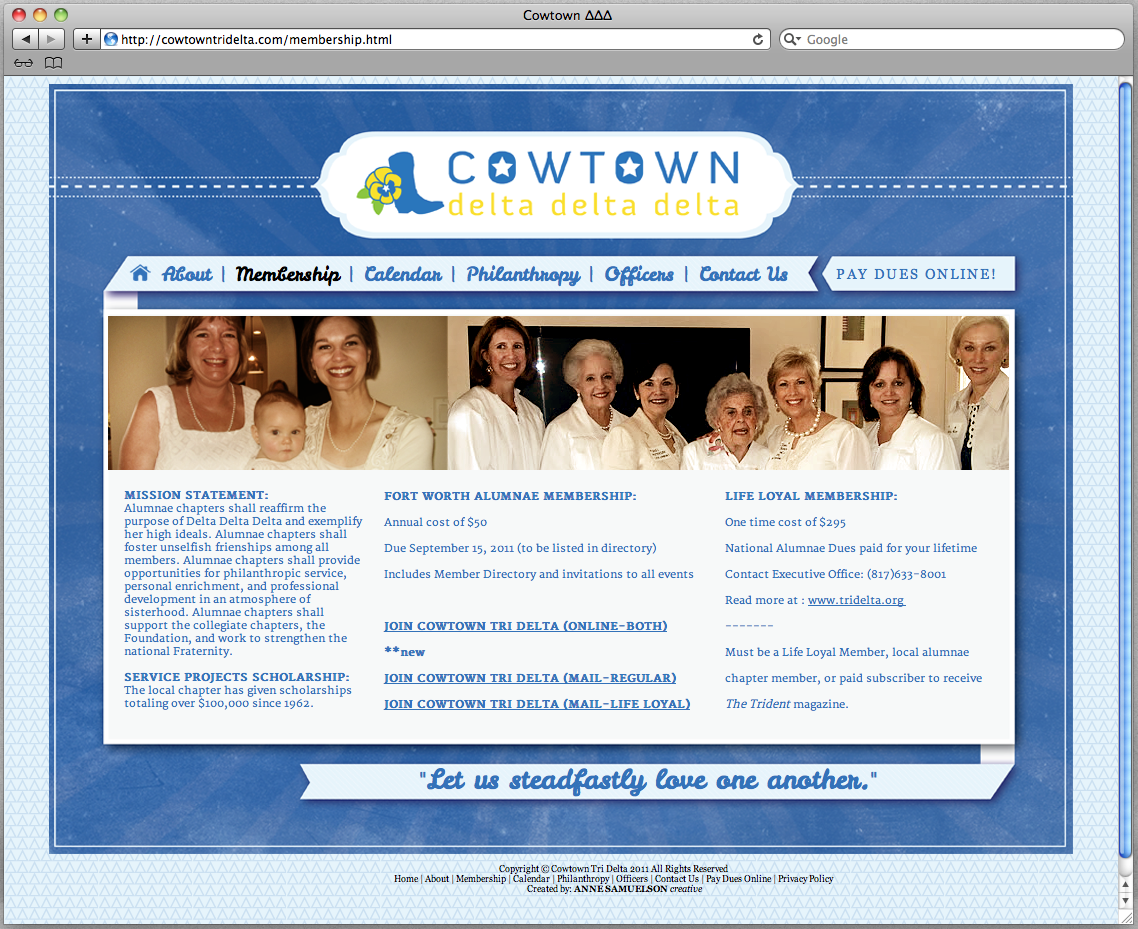 Cowtown ΔΔΔ
http://cowtowntridelta.com/membership.html
Google
COWTOWN
delta delta delta
About | Membership | Calendar | Philanthropy | Officers | Contact Us
PAY DUES ONLINE!
MISSION STATEMENT:
Alumnae chapters shall reaffirm the
purpose of Delta Delta Delta and exemplify
her high ideals. Alumnae chapters shall
foster unselfish frienships among all
members. Alumnae chapters shall provide
opportunities for philanthropic service,
personal enrichment, and professional
development in an atmosphere of
sisterhood. Alumnae chapters shall
support the collegiate chapters, the
Foundation, and work to strengthen the
national Fraternity.
SERVICE PROJECTS SCHOLARSHIP:
The local chapter has given scholarships
totaling over $100,000 since 1962.
FORT WORTH ALUMNAE MEMBERSHIP:
Annual cost of $50
Due September 15, 2011 (to be listed in directory)
Includes Member Directory and invitations to all events
JOIN COWTOWN TRI DELTA (ONLINE-BOTH)
**new
JOIN COWTOWN TRI DELTA (MAIL-REGULAR)
JOIN COWTOWN TRI DELTA (MAIL-LIFE LOYAL)
LIFE LOYAL MEMBERSHIP:
One time cost of $295
National Alumnae Dues paid for your lifetime
Contact Executive Office: (817)633-8001
Read more at : www.tridelta.org
-------
Must be a Life Loyal Member, local alumnae
chapter member, or paid subscriber to receive
The Trident magazine.
"Let us steadfastly love one another."
Copyright © Cowtown Tri Delta 2011 All Rights Reserved
Home | About | Membership | Calendar | Philanthropy | Officers | Contact Us | Pay Dues Online | Privacy Policy
Created by: ANNE SAMUELSON creative